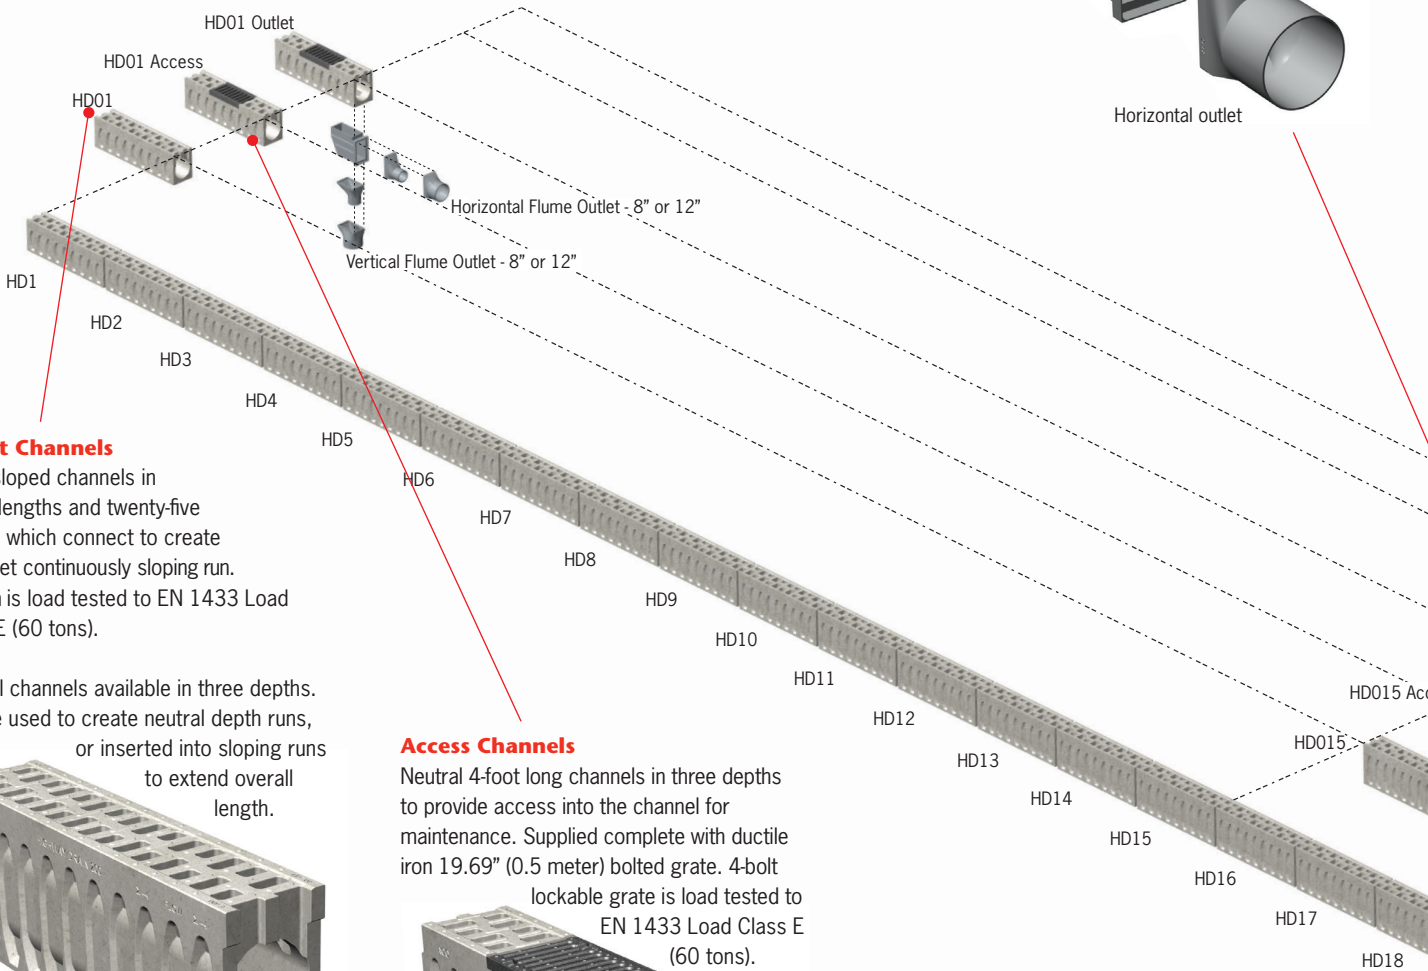 HD01 Outlet
HD01 Access
HD01
Horizontal outlet
Horizontal Flume Outlet - 8” or 12”
Vertical Flume Outlet - 8” or 12”
HD1
HD2
HD3
HD4
HD5
HD6
HD7
HD8
HD9
HD10
HD11
HD12
HD13
HD14
HD15
HD16
HD17
HD18
HD015
HD015
Channels
sloped channels in
lengths and twenty-five
which connect to create
continuously sloping run.
is load tested to EN 1433 Load
E (60 tons).
channels available in three depths.
used to create neutral depth runs,
or inserted into sloping runs
to extend overall
length.
Access Channels
Neutral 4-foot long channels in three depths
to provide access into the channel for
maintenance. Supplied complete with ductile
iron 19.69” (0.5 meter) bolted grate. 4-bolt
lockable grate is load tested to
EN 1433 Load Class E
(60 tons).